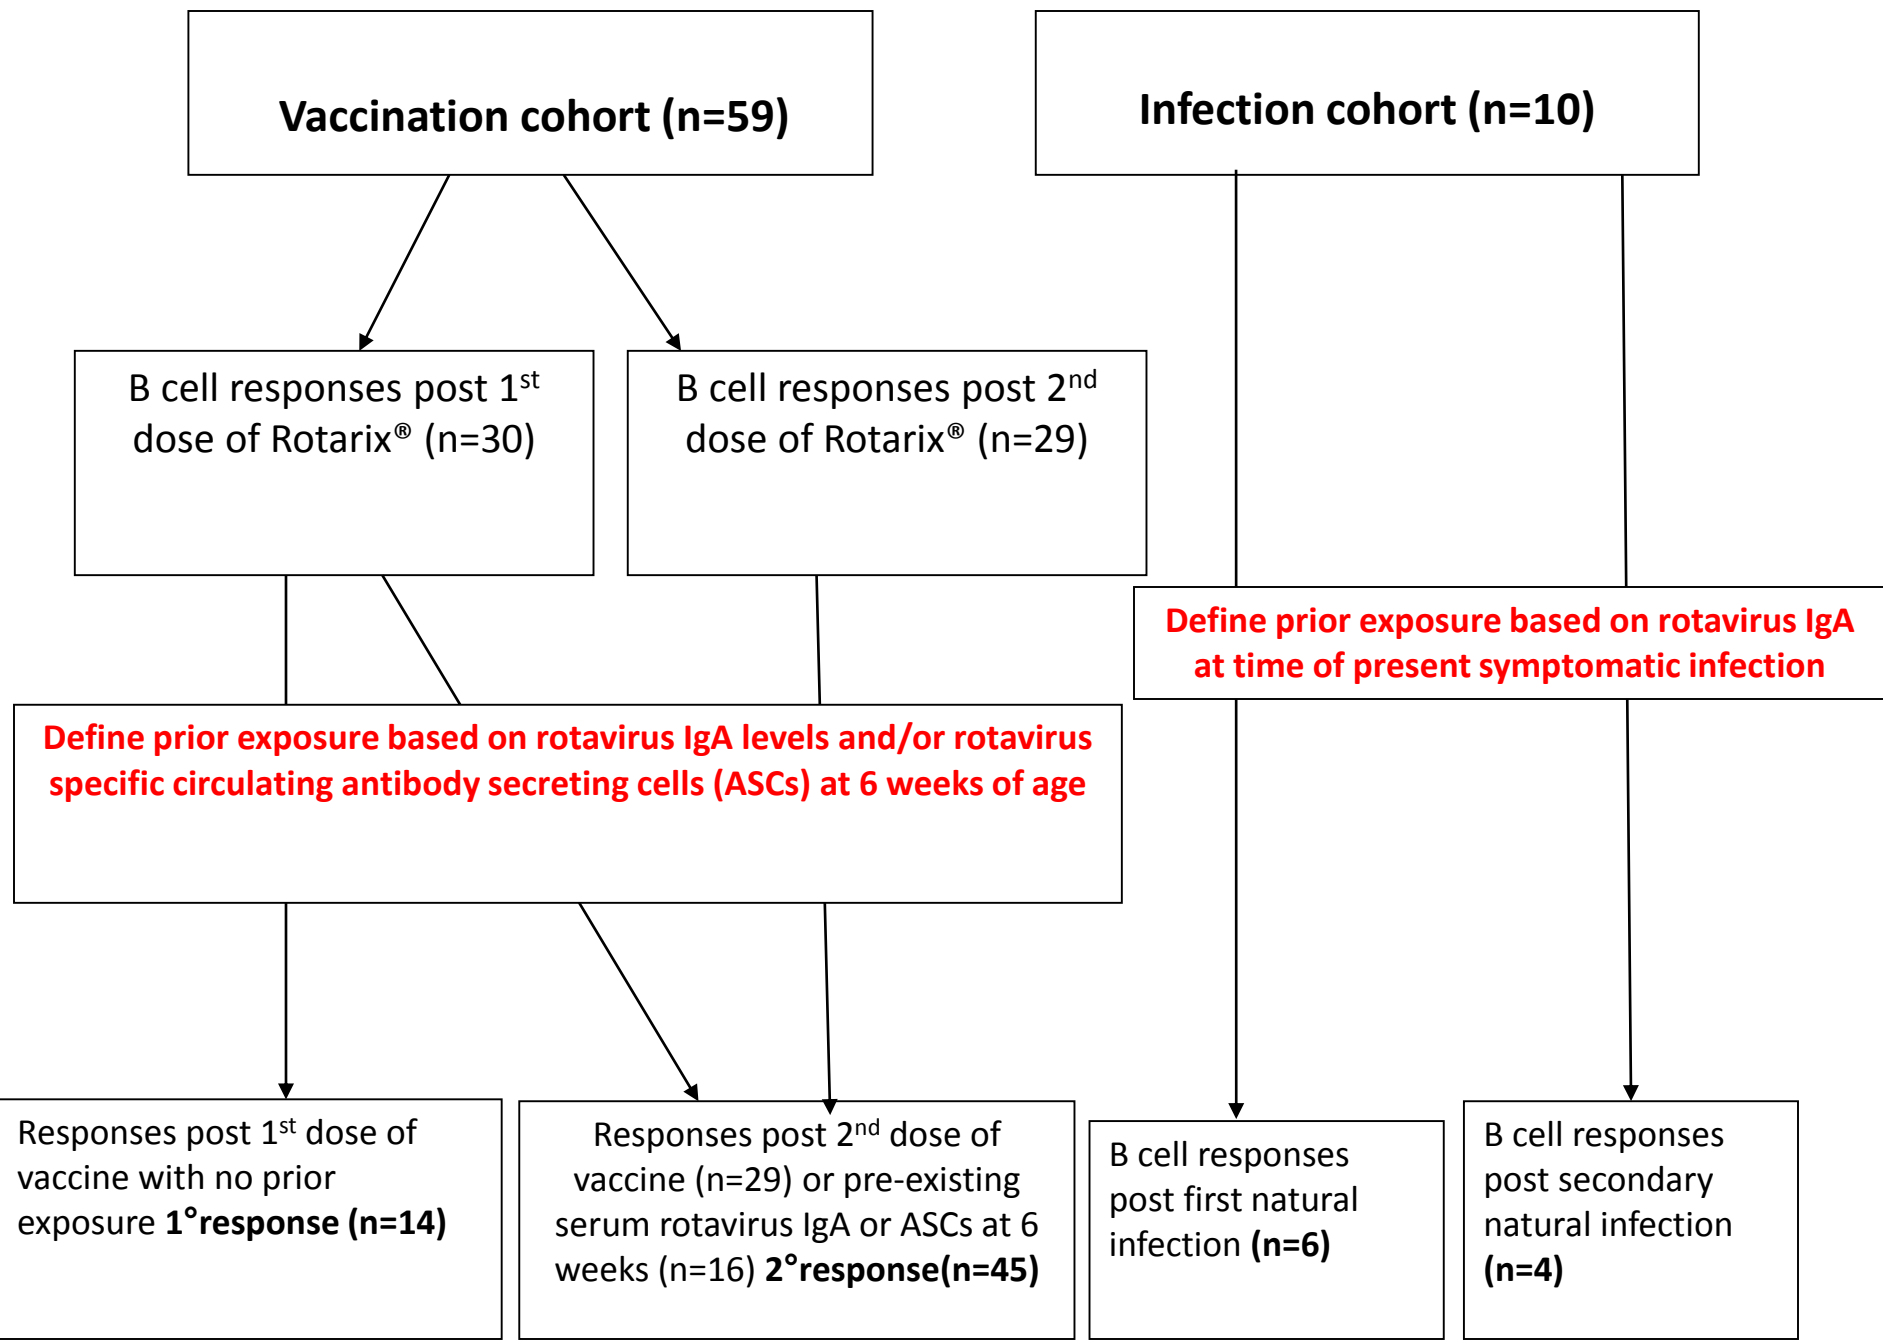 Vaccination cohort (n=59)
Infection cohort (n=10)
B cell responses post 1st
dose of Rotarix® (n=30)
B cell responses post 2nd
dose of Rotarix® (n=29)
Define prior exposure based on rotavirus IgA
at time of present symptomatic infection
Define prior exposure based on rotavirus IgA levels and/or rotavirus
specific circulating antibody secreting cells (ASCs) at 6 weeks of age
Responses post 1st dose of
vaccine with no prior
exposure 1°response (n=14)
Responses post 2nd dose of
vaccine (n=29) or pre-existing
serum rotavirus IgA or ASCs at 6
weeks (n=16) 2°response(n=45)
B cell responses
post first natural
infection (n=6)
B cell responses
post secondary
natural infection
(n=4)